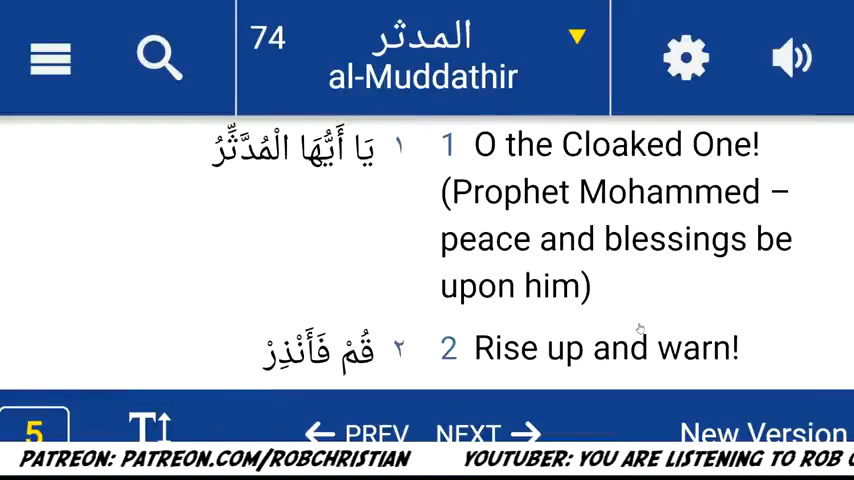 74 المدثر
al-Muddathir
يَا أَيُّهَا الْمُدَّثِّرُ ١
1 O the Cloaked One!
(Prophet Mohammed –
peace and blessings be
upon him)
قُمْ فَأَنْذِرْ ٢
2 Rise up and warn!
5 T PREV NEXT New Version
PATREON: PATREON.COM/ROBCHRISTIAN YOUTUBER: YOU ARE LISTENING TO ROB